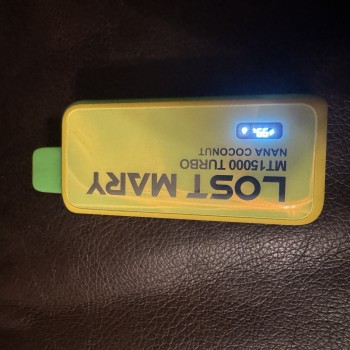 LOST MARY
MT15000 TURBO
NANA COCONUT